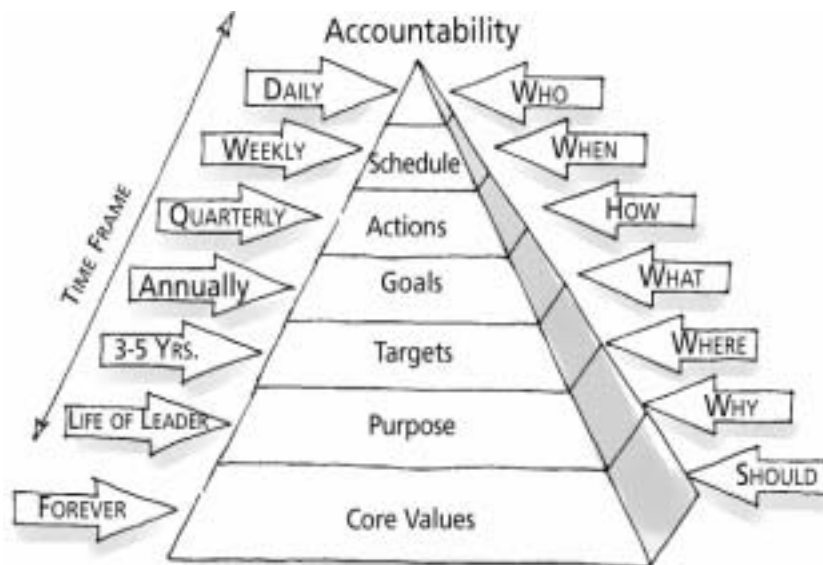 Accountability
DAILY
WHO
WEEKLY
Schedule
WHEN
QUARTERLY
Actions
HOW
Annually
Goals
WHAT
TIME FRAME
3-5 YRS.
Targets
WHERE
LIFE OF LEADER
Purpose
WHY
FOREVER
Core Values
SHOULD